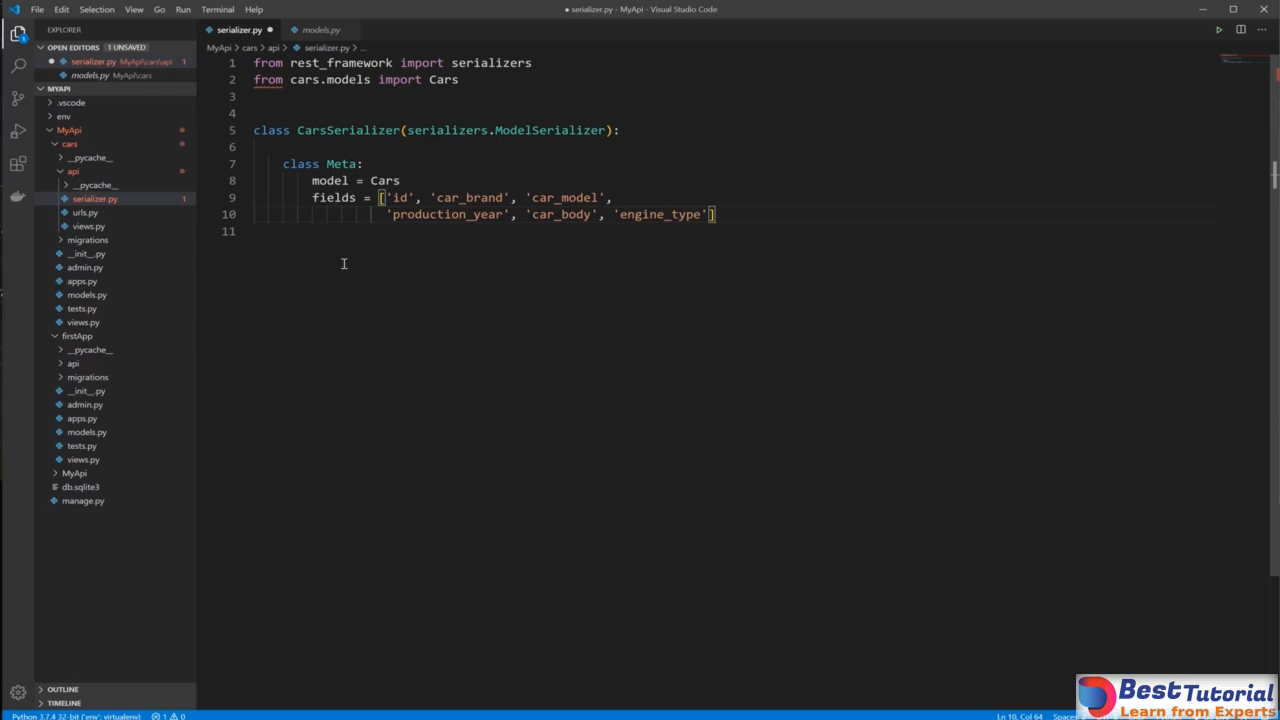 File Edit Selection View Go Run Terminal Help
● serializer.py - MyApi - Visual Studio Code
EXPLORER
OPEN EDITORS 1 UNSAVED
serializer.py MyApi\cars\api 1
models.py MyApi\cars
MYAPI
.vscode
env
MyApi
cars
__pycache__
api
__pycache__
serializer.py 1
urls.py
views.py
migrations
__init__.py
admin.py
apps.py
models.py
tests.py
views.py
firstApp
__pycache__
api
migrations
__init__.py
admin.py
apps.py
models.py
tests.py
views.py
MyApi
db.sqlite3
manage.py
OUTLINE
TIMELINE
serializer.py ● models.py
MyApi > cars > api > serializer.py > ...
1 from rest_framework import serializers
2 from cars.models import Cars
3
4
5 class CarsSerializer(serializers.ModelSerializer):
6
7 class Meta:
8 model = Cars
9 fields = ['id', 'car_brand', 'car_model',
10 'production_year', 'car_body', 'engine_type']
11
Python 3.7.4 32-bit ('env': virtualenv) 1 0
Ln 10, Col 64
BestTutorial
Learn from Experts